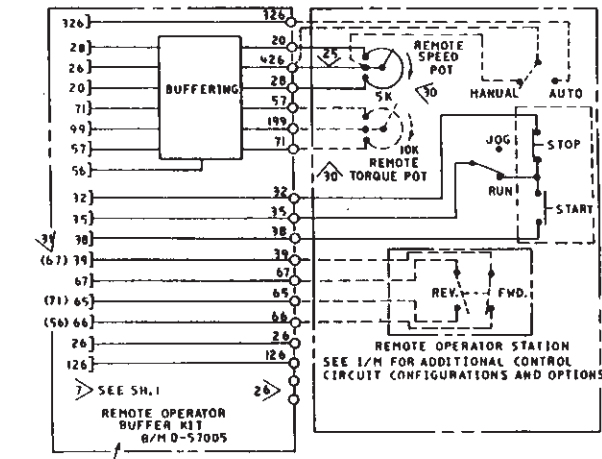 326} 326
28} 20 REMOTE
26} 426 25 SPEED
20} BUFFERING 28 POT
71} 57 5K 30 MANUAL AUTO
99} 199
57} 71 10K JOG STOP
56} REMOTE
30 TORQUE POT RUN
32} 32
35} 35 START
38} 38
(67) 39} 39
67} 67
(71) 65} 65 REV. FWD.
(56) 66} 66
26} 26 REMOTE OPERATOR STATION
126} 126 SEE I/M FOR ADDITIONAL CONTROL
CIRCUIT CONFIGURATIONS AND OPTIONS
7 SEE SH.1 26
REMOTE OPERATOR
BUFFER KIT
B/M O-57005